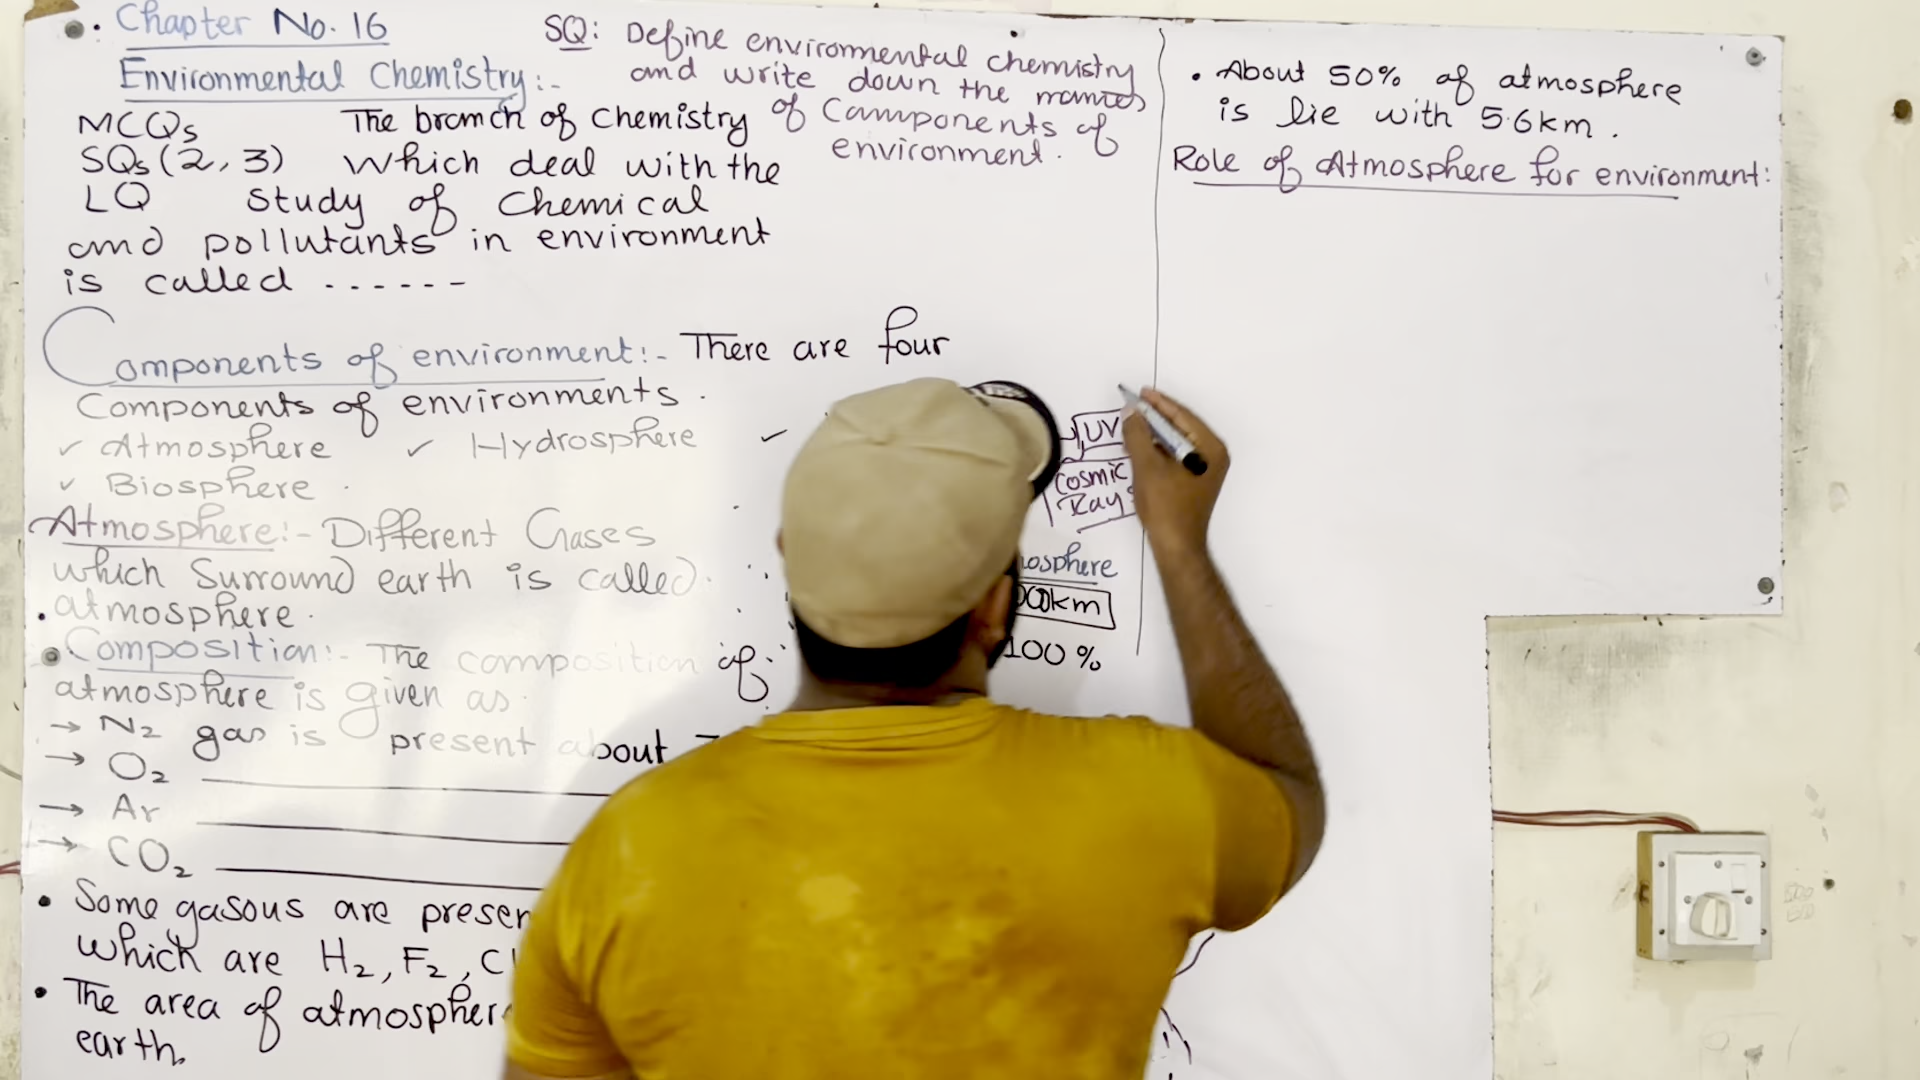 Chapter No. 16
Environmental Chemistry:-
SQ: Define environmental chemistry
and write down the names
of Components of
environment.
MCQs
SQs (2, 3)
LQ
The branch of Chemistry
which deal with the
study of Chemical
and pollutants in environment
is called ------
Components of environment:- There are four
Components of environments.
✓ Atmosphere ✓ Hydrosphere ✓
✓ Biosphere
Atmosphere:- Different Gases
which Surround earth is called
atmosphere.
Composition:- The composition of
atmosphere is given as
→ N2 gas is present about
→ O2
→ Ar
→ CO2
• Some gasous are presen
which are H2, F2, Cl
• The area of atmospher
earth.
UV
Cosmic
Rays
osphere
00km
100 %
• About 50% of atmosphere
is lie with 5.6km.
Role of Atmosphere for environment: